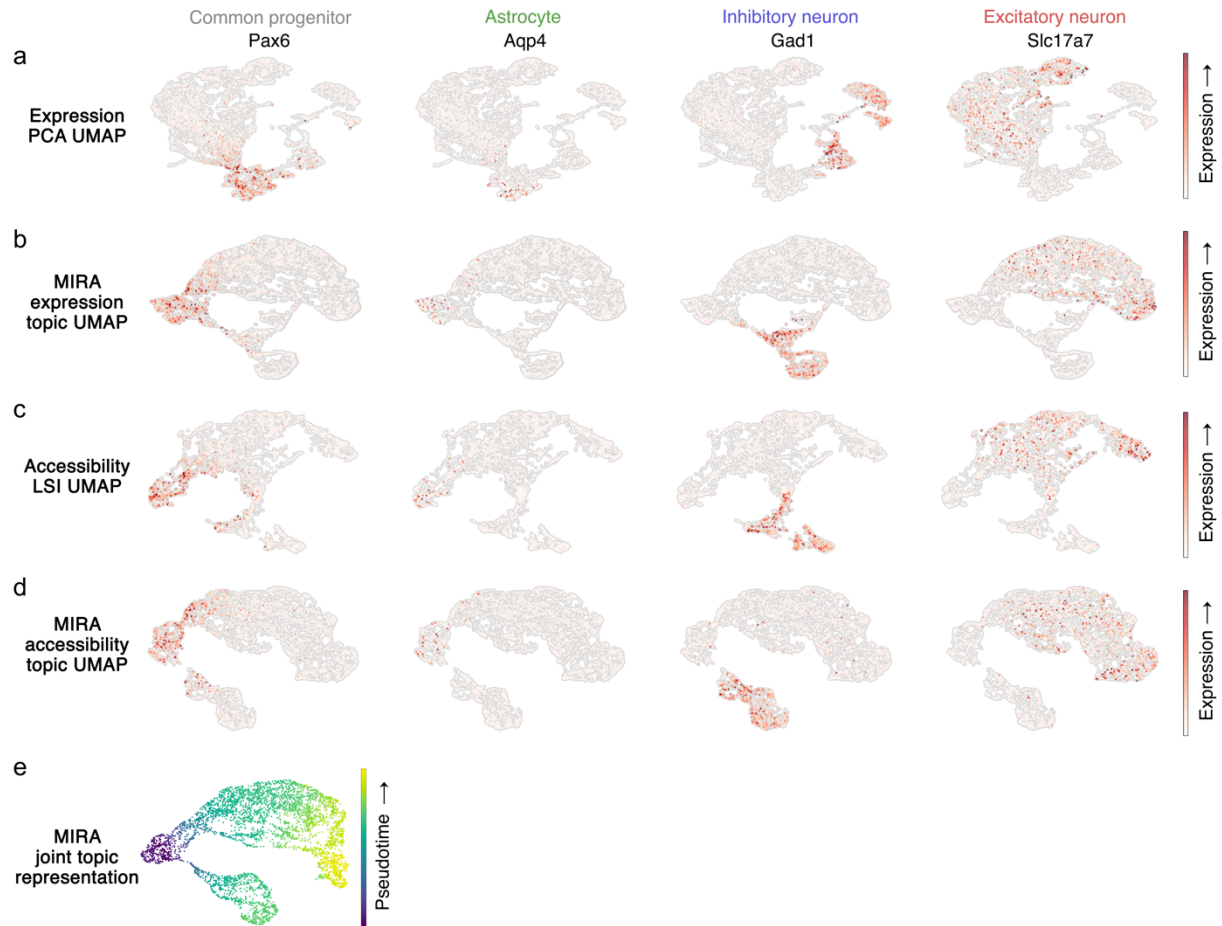 Common progenitor
Pax6
Astrocyte
Aqp4
Inhibitory neuron
Gad1
Excitatory neuron
Slc17a7
a
Expression
PCA UMAP
Expression →
b
MIRA
expression
topic UMAP
Expression →
c
Accessibility
LSI UMAP
Expression →
d
MIRA
accessibility
topic UMAP
Expression →
e
MIRA
joint topic
representation
Pseudotime →